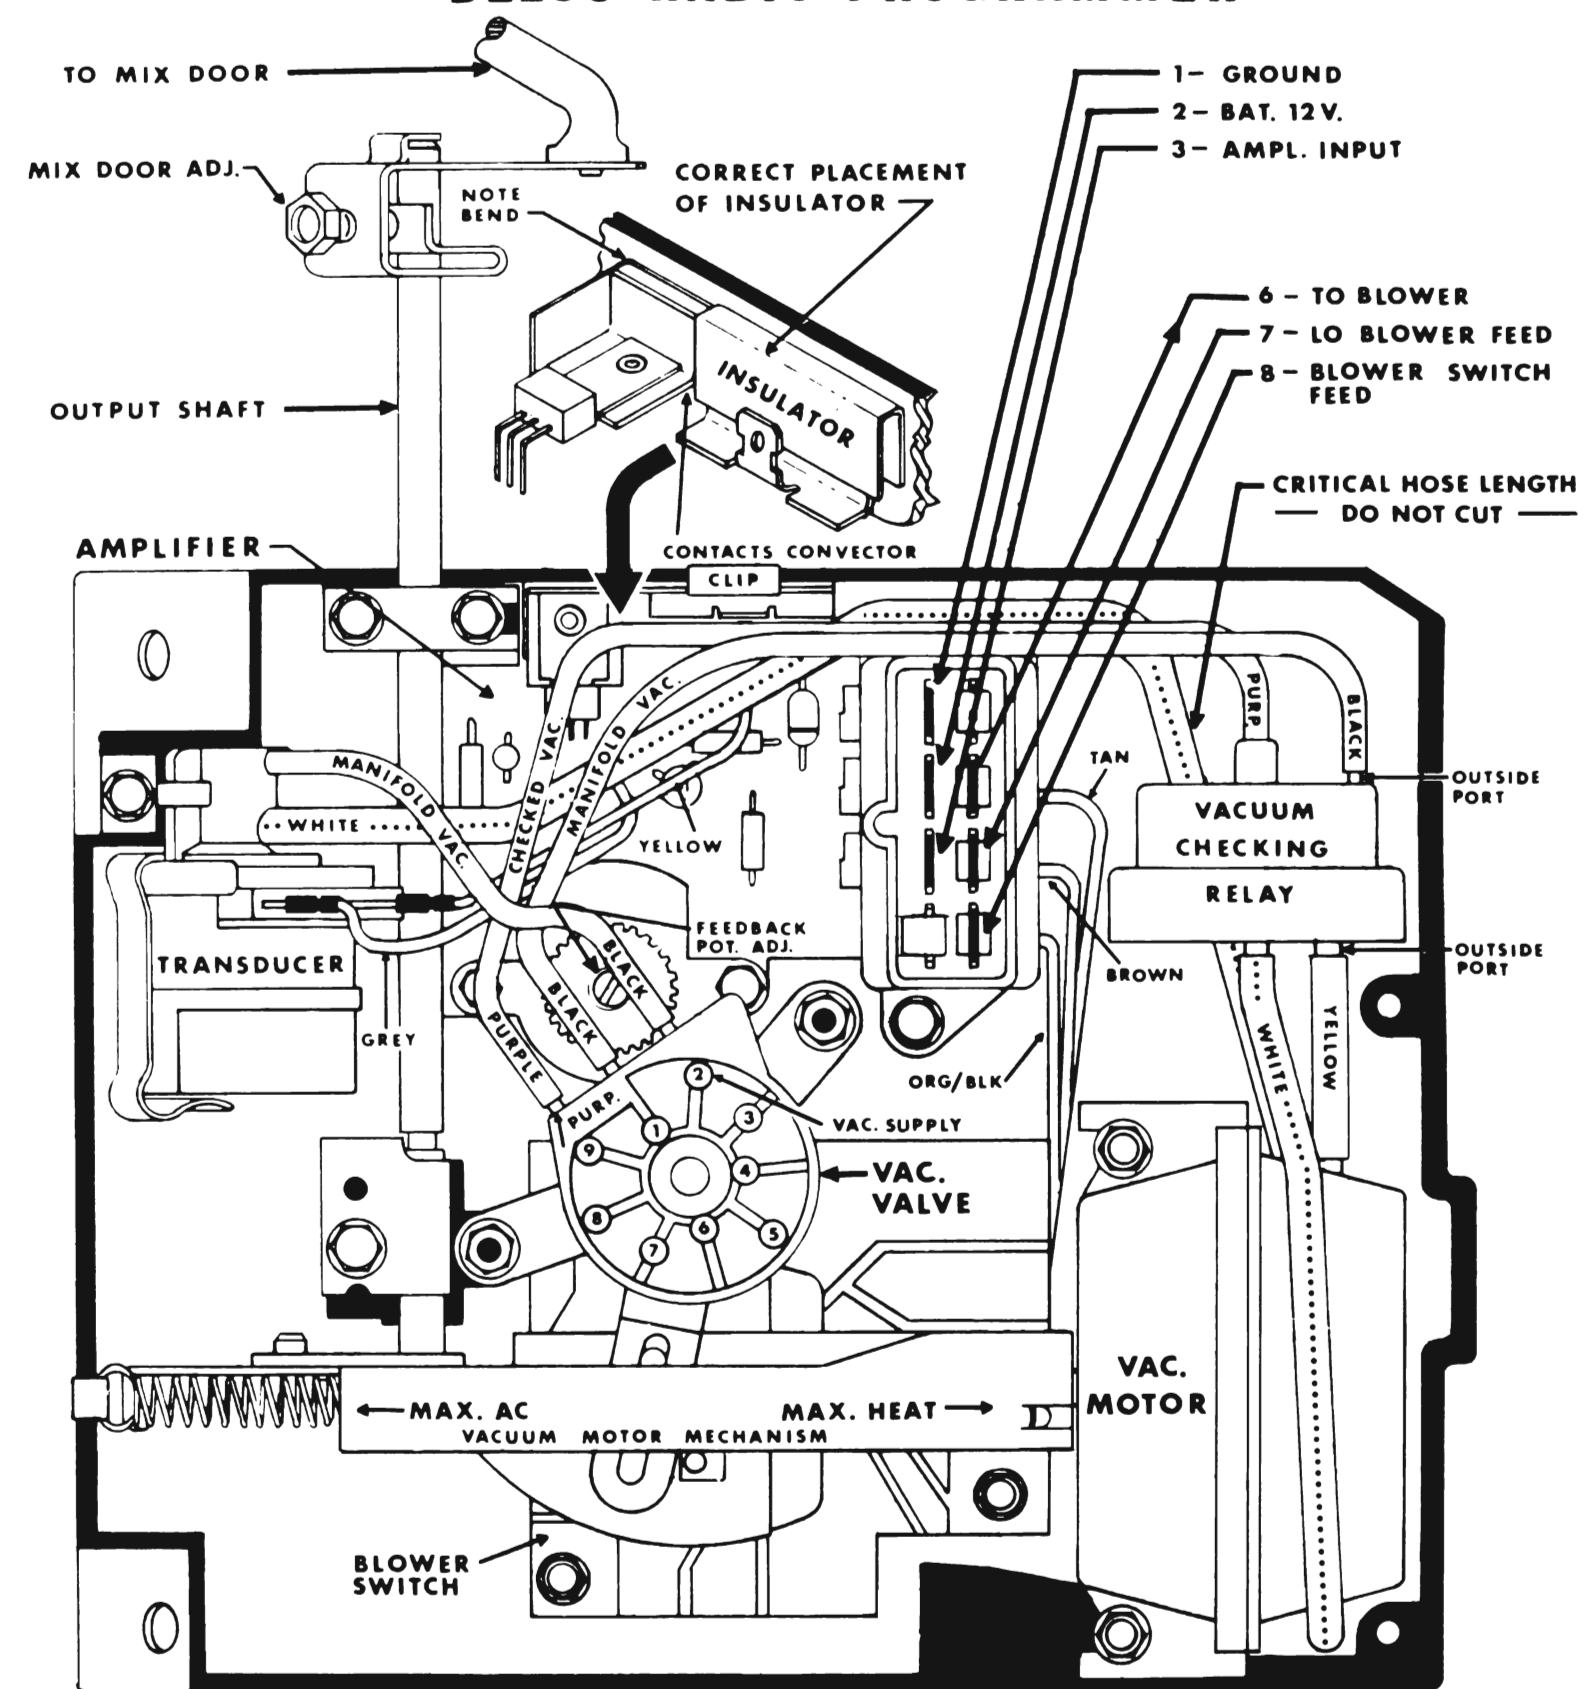 TO MIX DOOR
1- GROUND
2- BAT. 12V.
3- AMPL. INPUT
MIX DOOR ADJ.
NOTE
BEND
CORRECT PLACEMENT
OF INSULATOR
6 - TO BLOWER
7 - LO BLOWER FEED
8 - BLOWER SWITCH
FEED
INSULATOR
OUTPUT SHAFT
CRITICAL HOSE LENGTH
DO NOT CUT
AMPLIFIER
CONTACTS CONVECTOR
CLIP
PURP.
BLACK
MANIFOLD VAC.
CHECKED VAC.
MANIFOLD VAC.
TAN
OUTSIDE
PORT
WHITE
YELLOW
VACUUM
CHECKING
RELAY
FEEDBACK
POT. ADJ.
TRANSDUCER
BLACK
BLACK
PURPLE
GREY
BROWN
OUTSIDE
PORT
WHITE
YELLOW
ORG/BLK
PURP.
VAC. SUPPLY
1
2
3
4
5
6
7
8
9
VAC.
VALVE
VAC.
MOTOR
MAX. AC
MAX. HEAT
VACUUM MOTOR MECHANISM
BLOWER
SWITCH